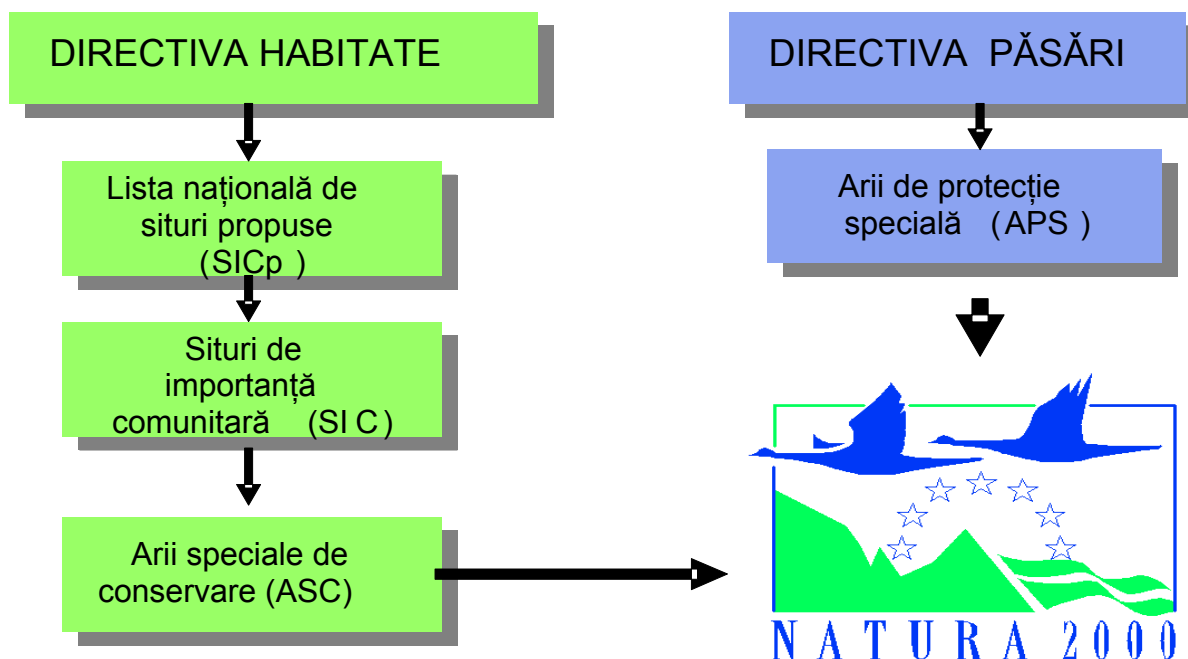 DIRECTIVA HABITATE
Lista națională de
situri propuse
(SICp )
Situri de
importanță
comunitară (SI C)
Arii speciale de
conservare (ASC)
DIRECTIVA PǍSǍRI
Arii de protecție
specială (APS )
NATURA 2000